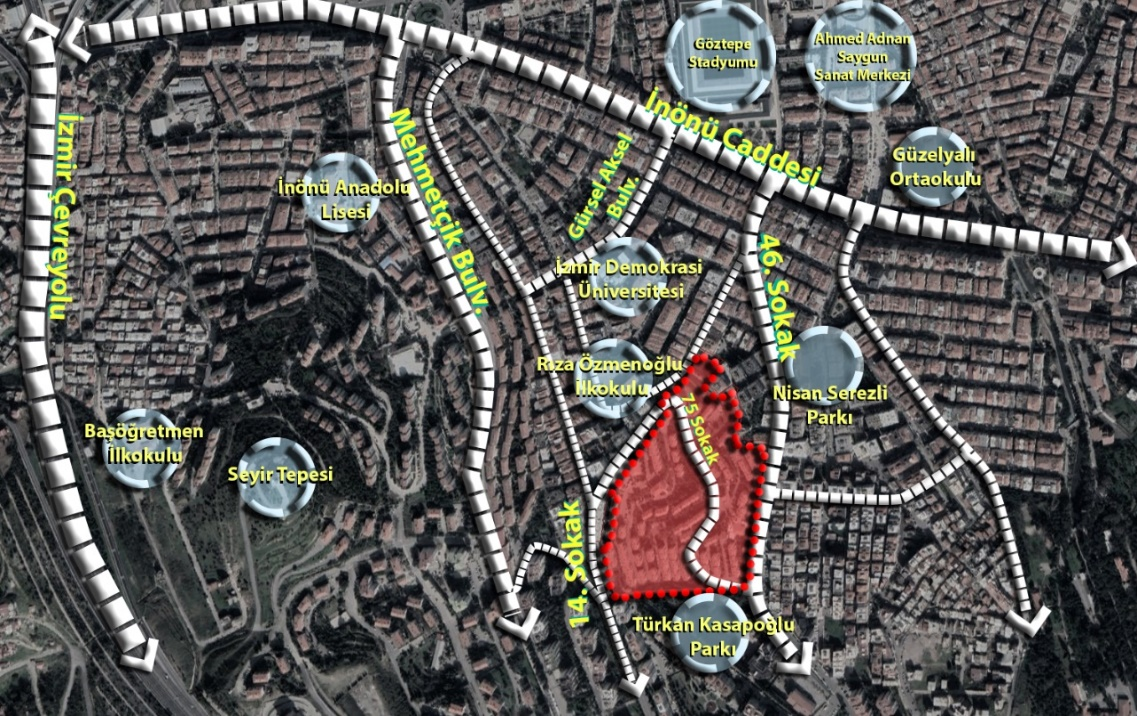 Göztepe
Stadyumu
Ahmed Adnan
Saygun
Sanat Merkezi
İnönü Caddesi
Güzelyalı
Ortaokulu
İzmir Çevreyolu
Mehmetçik Bulv.
İnönü Anadolu
Lisesi
Gürsel Aksel
Bulv.
İzmir Demokrasi
Üniversitesi
46. Sokak
Rıza Özmenoğlu
İlkokulu
Nisan Serezli
Parkı
75 Sokak
Başöğretmen
İlkokulu
Seyir Tepesi
14. Sokak
Türkan Kasapoğlu
Parkı